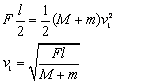 F l/2 = 1/2 (M + m) v₁²
v₁ = √(Fl/(M + m))